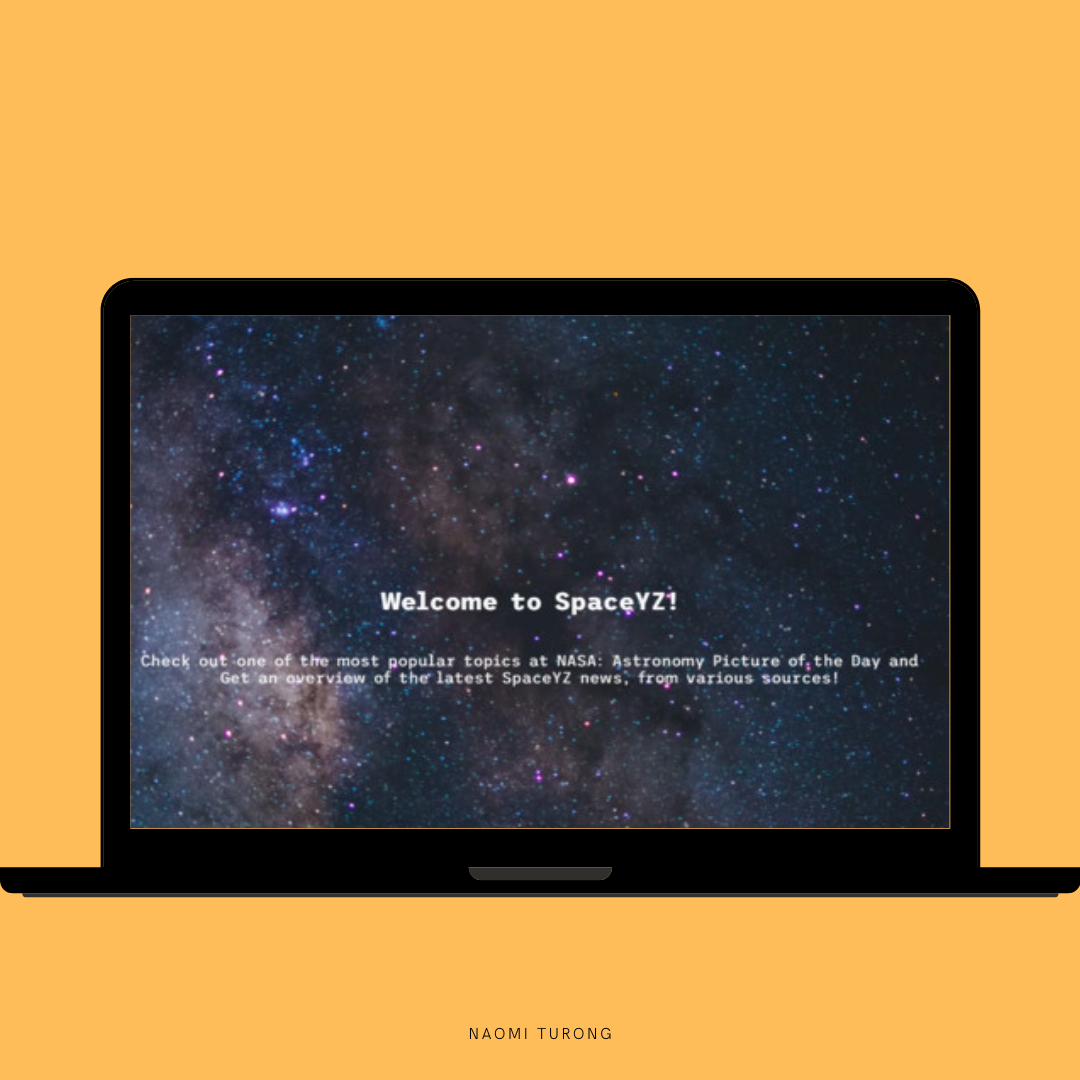 Welcome to SpaceYZ!
Check out one of the most popular topics at NASA: Astronomy Picture of the Day and
Get an overview of the latest SpaceYZ news, from various sources!
NAOMI TURONG